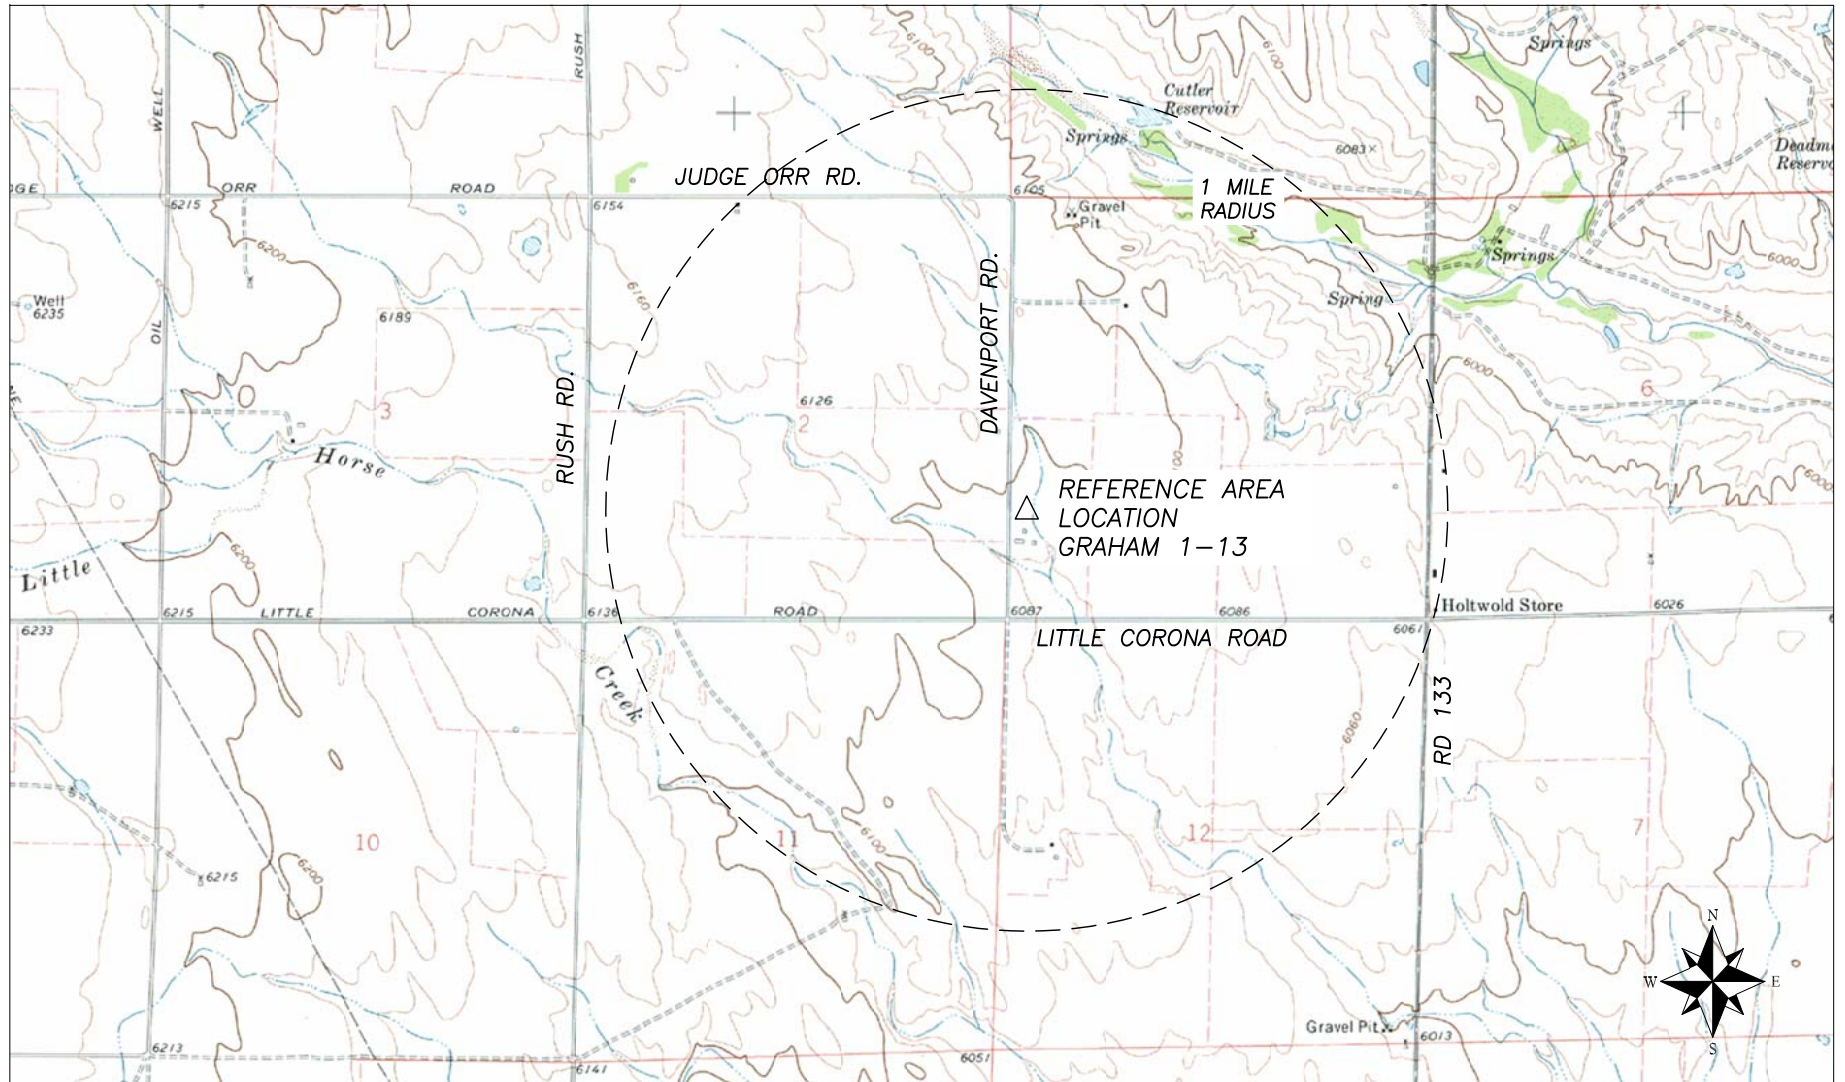 Springs
6100
6100
RUSH
WELL
Cutler
Reservoir
Springs
6083
Deadm
Reservo
JUDGE ORR RD.
GE
ORR
ROAD
6215
6154
6105
Gravel
Pit
1 MILE
RADIUS
6200
Springs
6000
6160
Spring
Well
6235
OIL
6189
DAVENPORT RD.
6000
RUSH RD.
6126
3
2
1
6
Horse
REFERENCE AREA
LOCATION
GRAHAM 1-13
6000
6200
Little
6215
LITTLE
CORONA
6136
ROAD
6087
6086
Holtwold Store
6026
6233
6061
LITTLE CORONA ROAD
Creek
RD 133
6060
10
11
12
7
6100
6200
6215
N
W
E
S
Gravel Pit
6013
6213
6051
6141